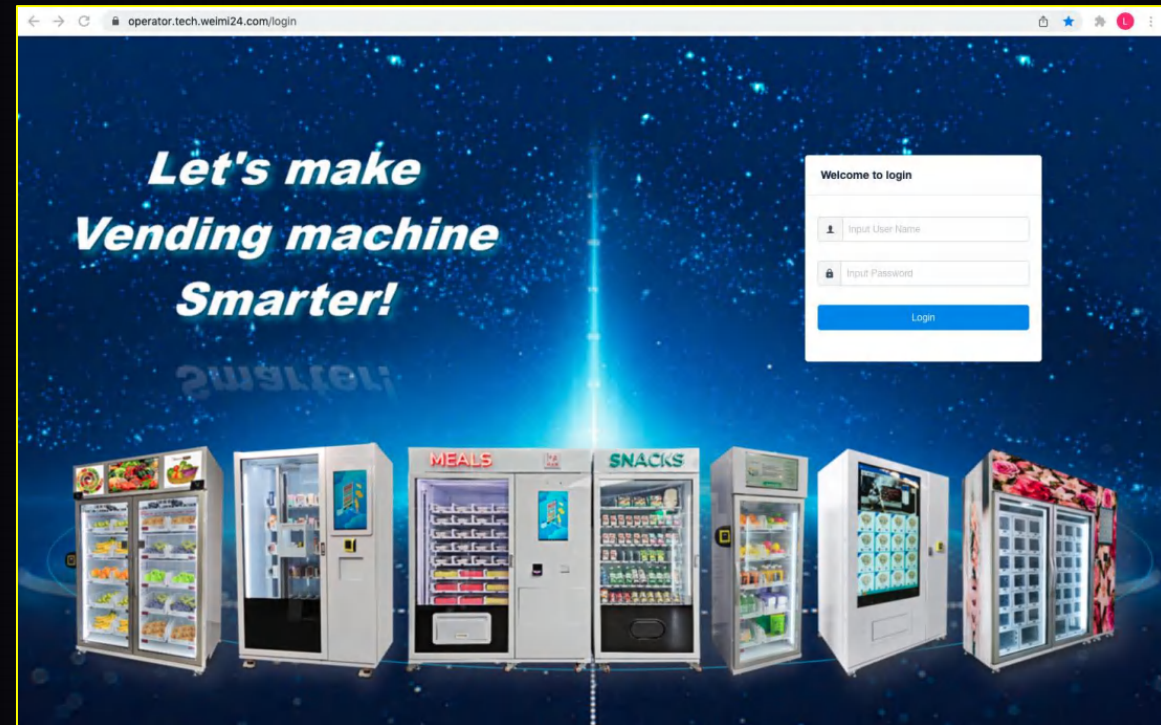 operator.tech.weimi24.com/login
L
Let's make
Vending machine
Smarter!
Welcome to login
Input User Name
Input Password
Login
Smarter!
MEALS
SNACKS